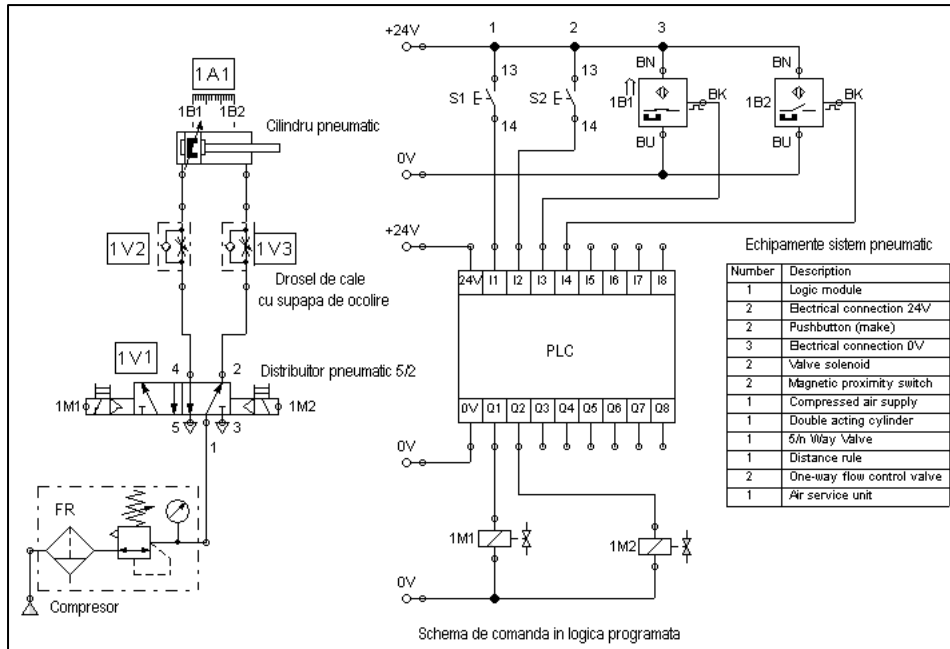 1A1
1B1 1B2
Cilindru pneumatic
1V2
1V3
Drosel de cale
cu supapa de ocolire
1V1
4 2
Distribuitor pneumatic 5/2
1M1
1M2
5 3
1
FR
Compresor
+24V
1 2 3
13 13 BN BN
S1 S2 1B1 BK 1B2 BK
14 14 BU BU
0V
+24V
24V I1 I2 I3 I4 I5 I6 I7 I8
PLC
0V Q1 Q2 Q3 Q4 Q5 Q6 Q7 Q8
0V
1M1 1M2
0V
Schema de comanda in logica programata
Echipamente sistem pneumatic
Number Description
1 Logic module
2 Electrical connection 24V
2 Pushbutton (make)
3 Electrical connection 0V
2 Valve solenoid
2 Magnetic proximity switch
1 Compressed air supply
1 Double acting cylinder
1 5/n Way Valve
1 Distance rule
2 One-way flow control valve
1 Air service unit